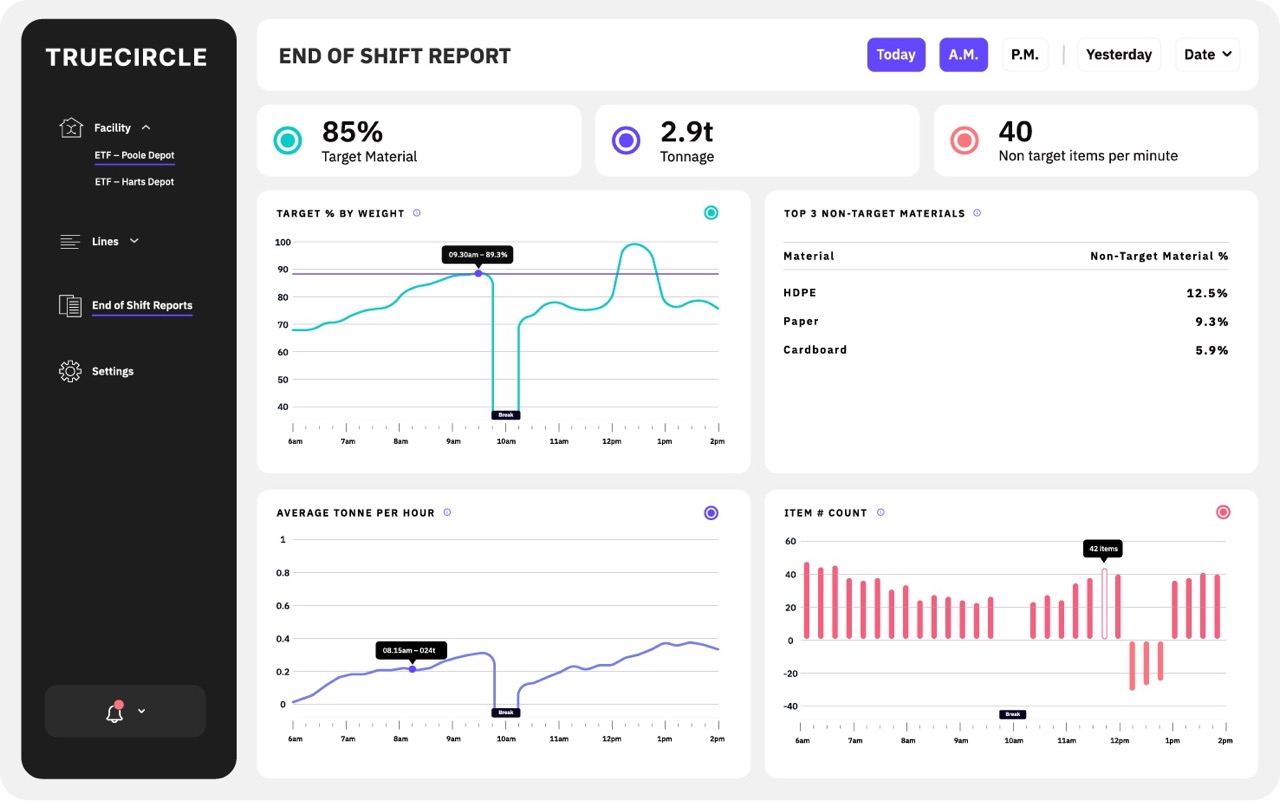 TRUECIRCLE
Facility
ETF – Poole Depot
ETF – Harts Depot
Lines
End of Shift Reports
Settings
END OF SHIFT REPORT
Today A.M. P.M. | Yesterday Date
85%
Target Material
2.9t
Tonnage
40
Non target items per minute
TARGET % BY WEIGHT
100
90
80
70
60
50
40
09.30am – 89.3%
Break
6am 7am 8am 9am 10am 11am 12pm 1pm 2pm
TOP 3 NON-TARGET MATERIALS
Material Non-Target Material %
HDPE 12.5%
Paper 9.3%
Cardboard 5.9%
AVERAGE TONNE PER HOUR
1
0.8
0.6
0.4
0.2
0
08.15am – 024t
Break
6am 7am 8am 9am 10am 11am 12pm 1pm 2pm
ITEM # COUNT
60
40
20
0
-20
-40
42 items
Break
6am 7am 8am 9am 10am 11am 12pm 1pm 2pm